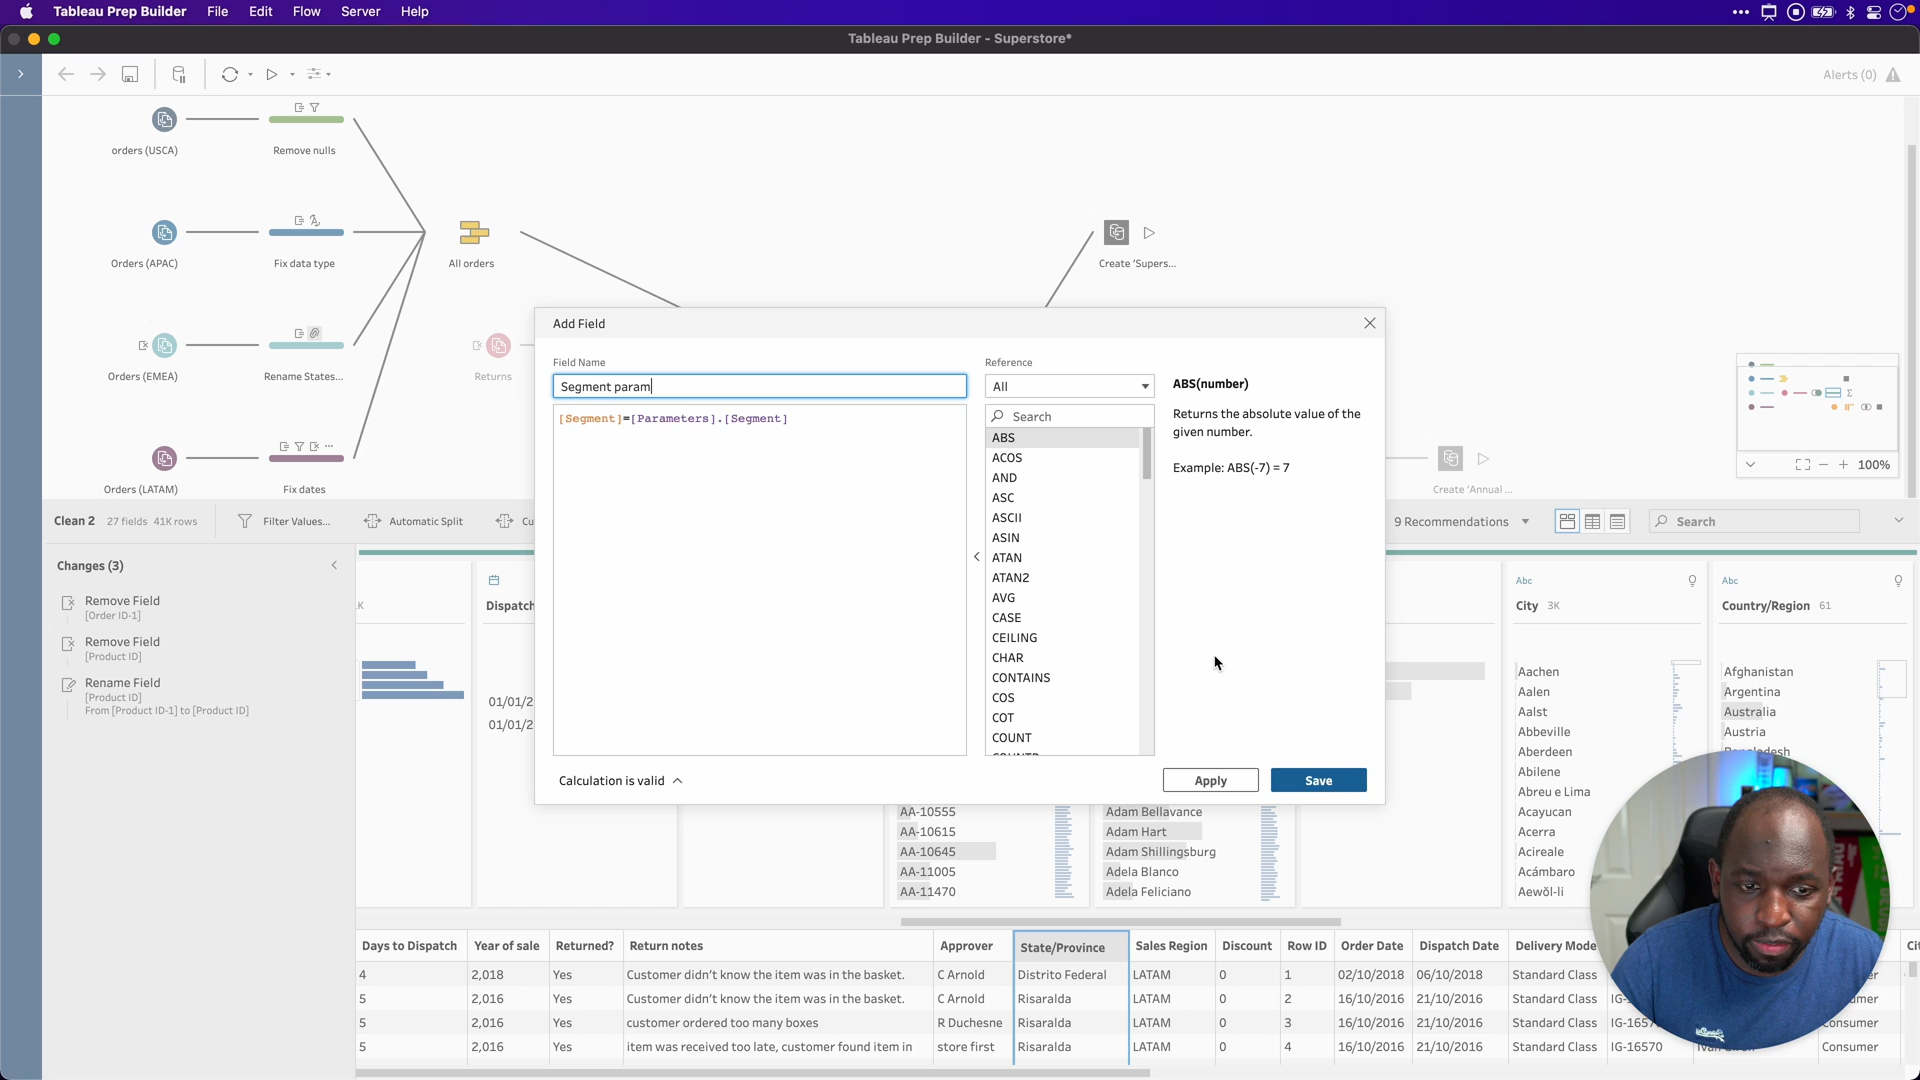 Tableau Prep Builder File Edit Flow Server Help
Tableau Prep Builder - Superstore*
Alerts (0)
orders (USCA)
Remove nulls
Orders (APAC)
Fix data type
All orders
Create 'Supers...
Orders (EMEA)
Rename States...
Returns
Orders (LATAM)
Fix dates
Create 'Annual ...
100%
Add Field
Field Name
Segment param
[Segment]=[Parameters].[Segment]
Reference
All
Search
ABS
ACOS
AND
ASC
ASCII
ASIN
ATAN
ATAN2
AVG
CASE
CEILING
CHAR
CONTAINS
COS
COT
COUNT
ABS(number)
Returns the absolute value of the
given number.
Example: ABS(-7) = 7
Calculation is valid
Apply
Save
Clean 2 27 fields 41K rows
Filter Values...
Automatic Split
9 Recommendations
Search
Changes (3)
Remove Field
[Order ID-1]
Remove Field
[Product ID]
Rename Field
[Product ID]
From [Product ID-1] to [Product ID]
Dispatch
01/01/2
01/01/2
AA-10555
AA-10615
AA-10645
AA-11005
AA-11470
Adam Bellavance
Adam Hart
Adam Shillingsburg
Adela Blanco
Adela Feliciano
Abc
City 3K
Aachen
Aalen
Aalst
Abbeville
Aberdeen
Abilene
Abreu e Lima
Acayucan
Acerra
Acireale
Acámbaro
Aewŏl-li
Abc
Country/Region 61
Afghanistan
Argentina
Australia
Austria
Bangladesh
Days to Dispatch Year of sale Returned? Return notes Approver State/Province Sales Region Discount Row ID Order Date Dispatch Date Delivery Mode
4 2,018 Yes Customer didn't know the item was in the basket. C Arnold Distrito Federal LATAM 0 1 02/10/2018 06/10/2018 Standard Class
5 2,016 Yes Customer didn't know the item was in the basket. C Arnold Risaralda LATAM 0 2 16/10/2016 21/10/2016 Standard Class
5 2,016 Yes customer ordered too many boxes R Duchesne Risaralda LATAM 0 3 16/10/2016 21/10/2016 Standard Class Consumer
5 2,016 Yes item was received too late, customer found item in store first Risaralda LATAM 0 4 16/10/2016 21/10/2016 Standard Class IG-16570 Consumer